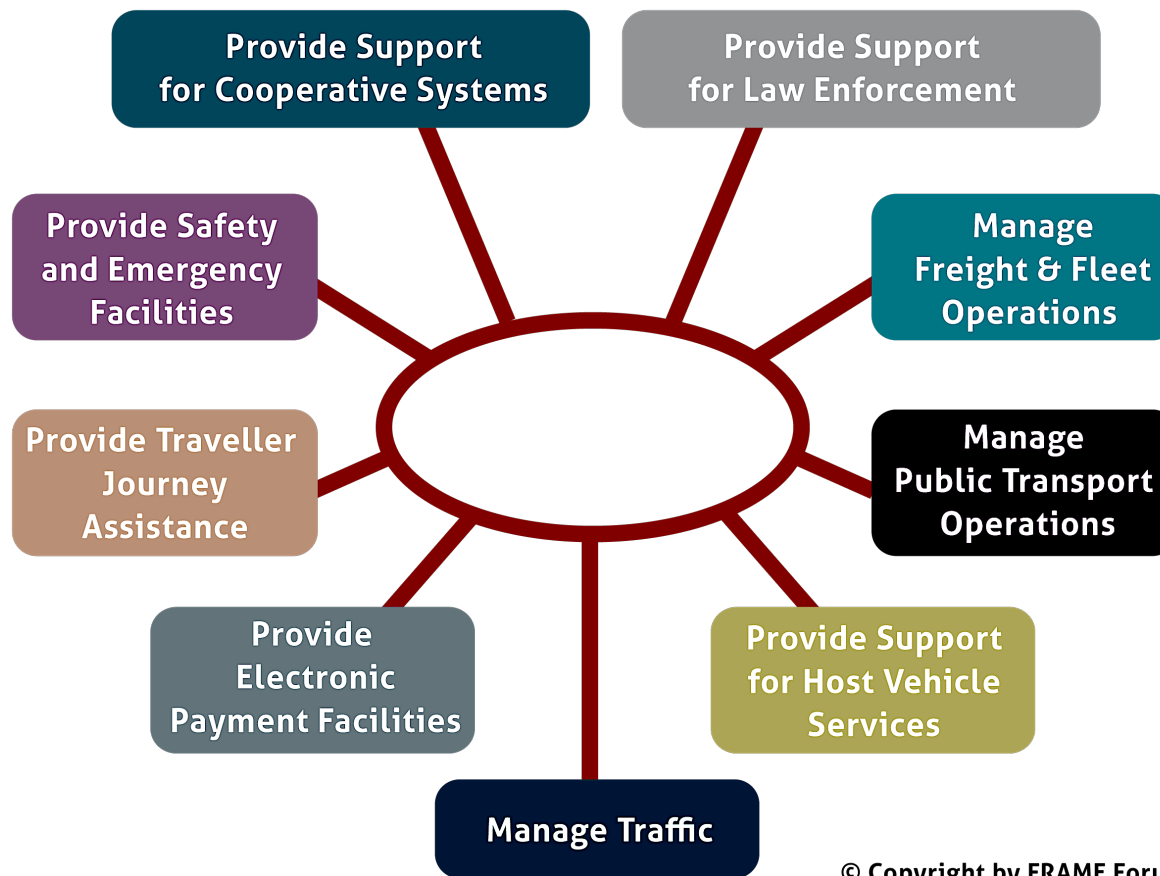 Provide Support
for Cooperative Systems
Provide Support
for Law Enforcement
Provide Safety
and Emergency
Facilities
Manage
Freight & Fleet
Operations
Provide Traveller
Journey
Assistance
Manage
Public Transport
Operations
Provide
Electronic
Payment Facilities
Provide Support
for Host Vehicle
Services
Manage Traffic
© Copyright by FRAME